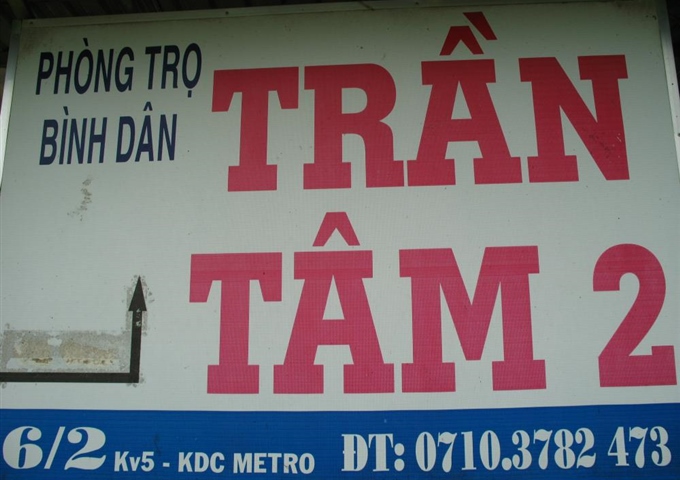 PHÒNG TRỌ
BÌNH DÂN
TRẦN
TÂM 2
6/2 Kv5 - KDC METRO ĐT: 0710.3782 473